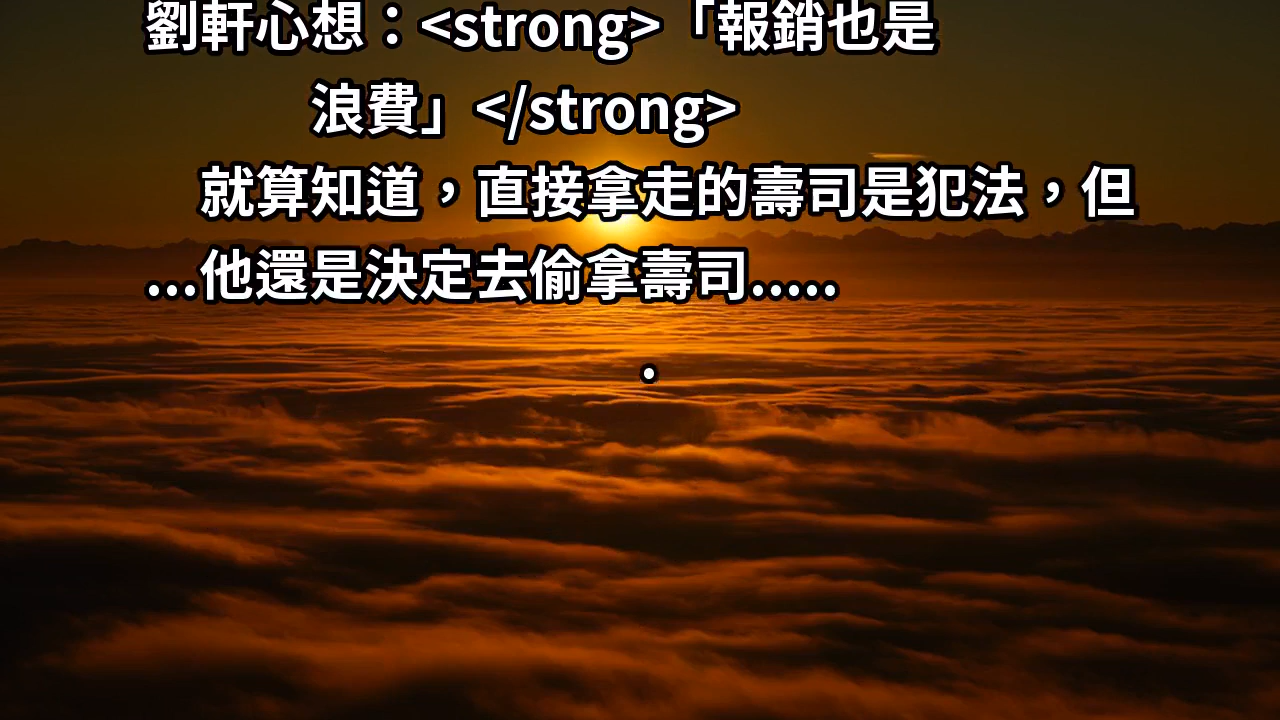 劉軒心想：<strong>「報銷也是
浪費」</strong>
就算知道，直接拿走的壽司是犯法，但
...他還是決定去偷拿壽司.....
.